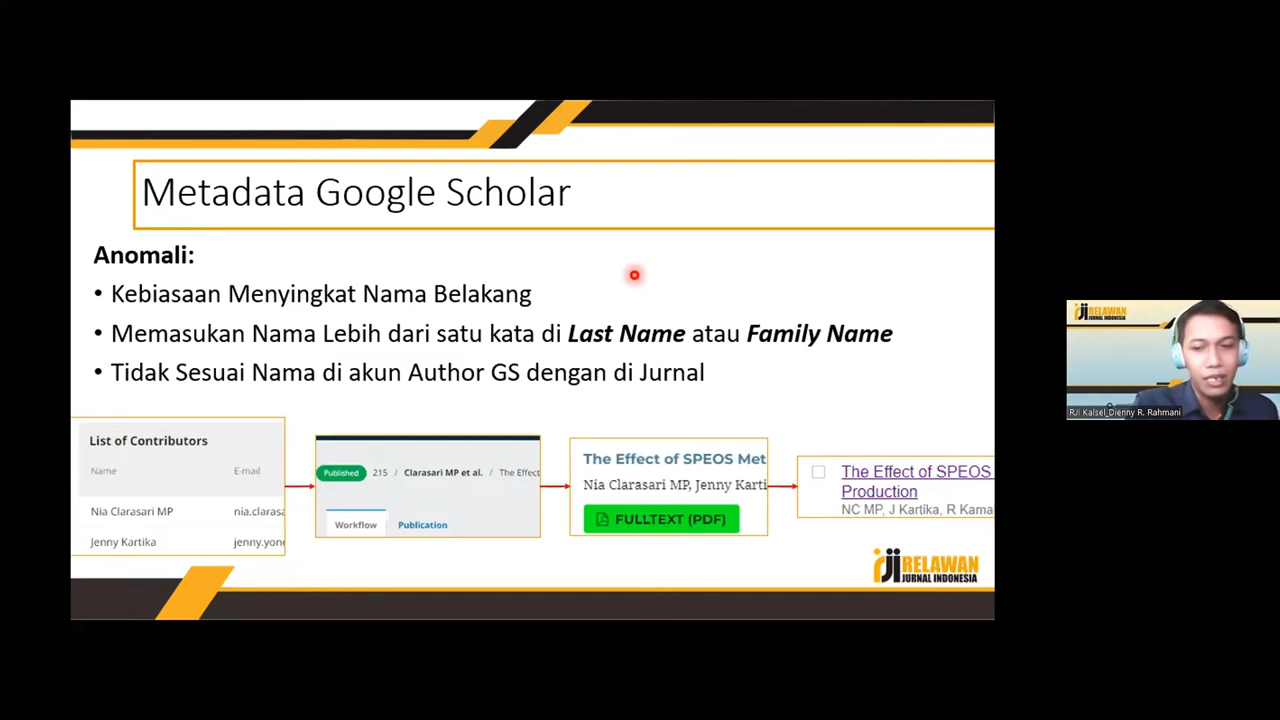 Metadata Google Scholar
Anomali:
• Kebiasaan Menyingkat Nama Belakang
• Memasukan Nama Lebih dari satu kata di Last Name atau Family Name
• Tidak Sesuai Nama di akun Author GS dengan di Jurnal
List of Contributors
Name E-mail
Nia Clarasari MP nia.clarasa
Jenny Kartika jenny.yone
Published 215 / Clarasari MP et al. / The Effect
Workflow Publication
The Effect of SPEOS Met
Nia Clarasari MP, Jenny Karti
FULLTEXT (PDF)
The Effect of SPEOS
Production
NC MP, J Kartika, R Kama
RELAWAN
JURNAL INDONESIA
RELAWAN
JURNAL INDONESIA
RJI Kalsel_Dienny R. Rahmani